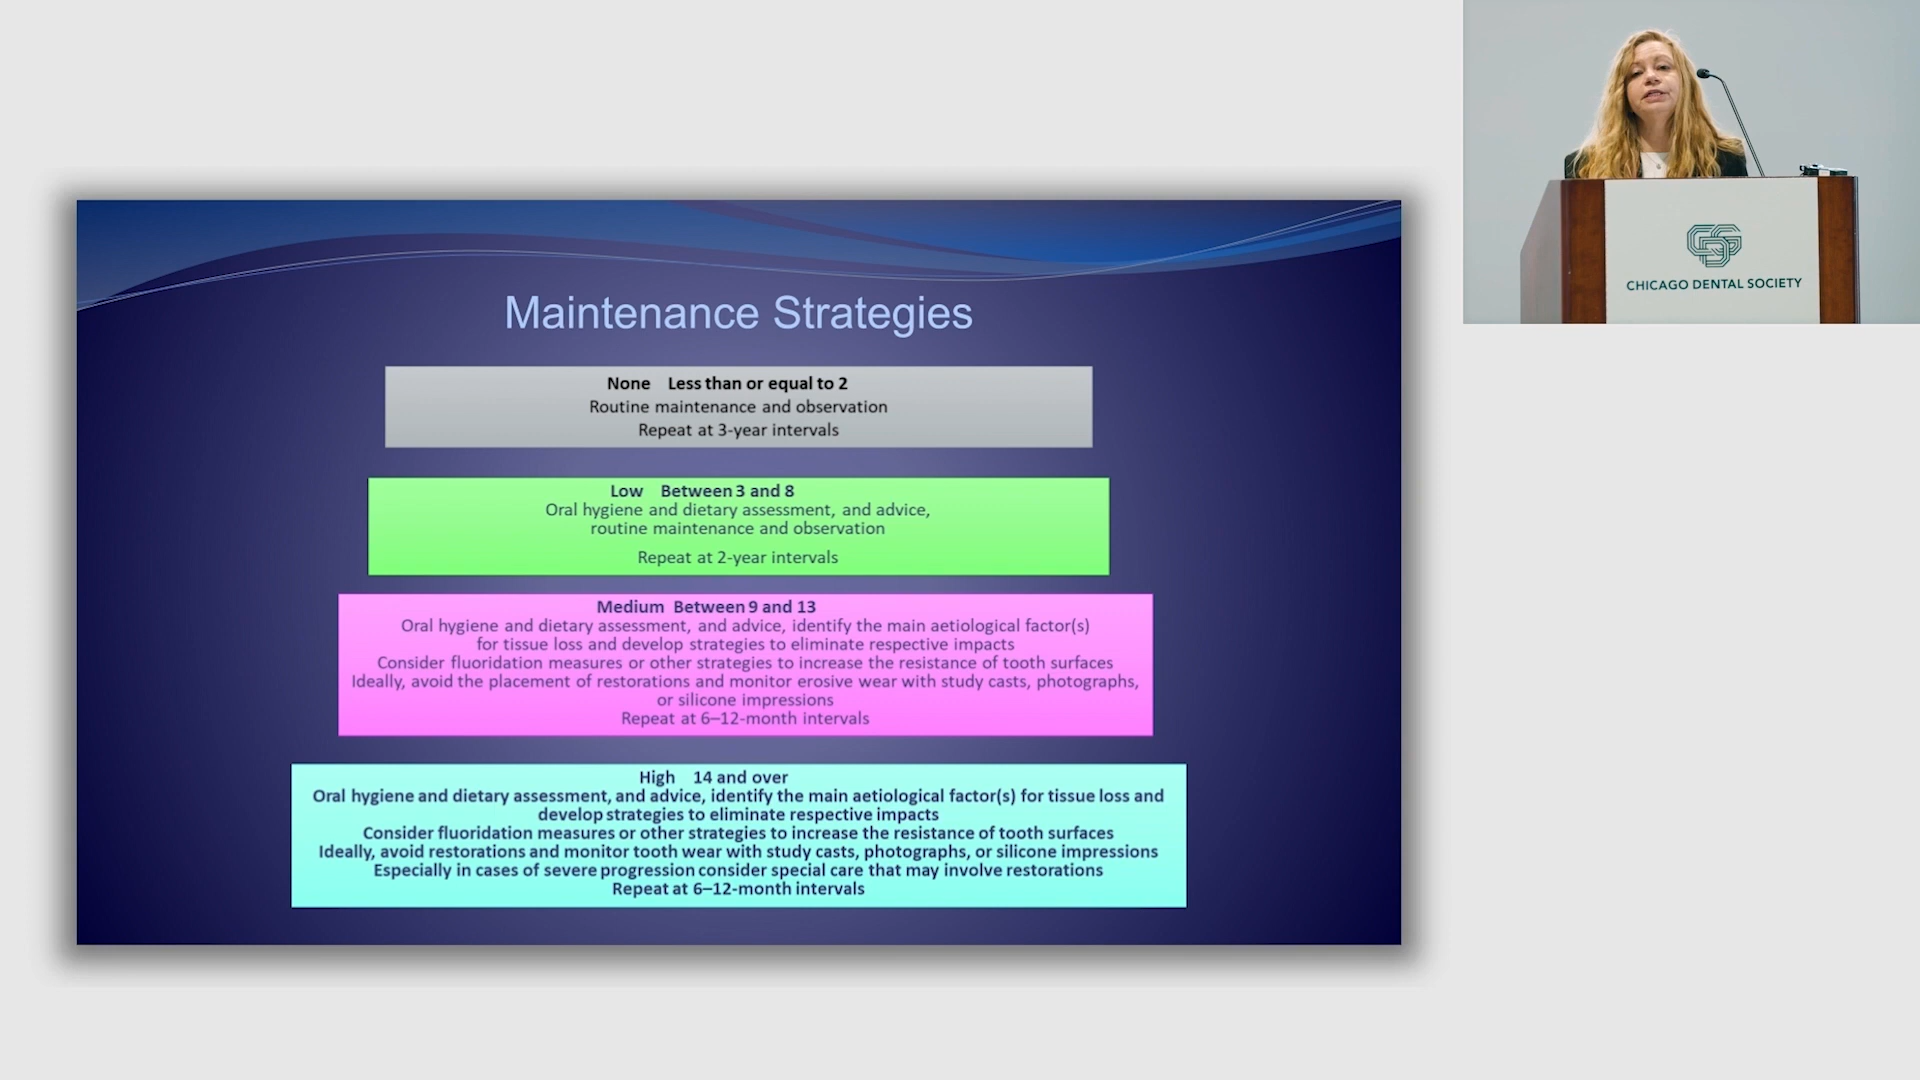 Maintenance Strategies
None Less than or equal to 2
Routine maintenance and observation
Repeat at 3-year intervals
Low Between 3 and 8
Oral hygiene and dietary assessment, and advice,
routine maintenance and observation
Repeat at 2-year intervals
Medium Between 9 and 13
Oral hygiene and dietary assessment, and advice, identify the main aetiological factor(s)
for tissue loss and develop strategies to eliminate respective impacts
Consider fluoridation measures or other strategies to increase the resistance of tooth surfaces
Ideally, avoid the placement of restorations and monitor erosive wear with study casts, photographs,
or silicone impressions
Repeat at 6–12-month intervals
High 14 and over
Oral hygiene and dietary assessment, and advice, identify the main aetiological factor(s) for tissue loss and
develop strategies to eliminate respective impacts
Consider fluoridation measures or other strategies to increase the resistance of tooth surfaces
Ideally, avoid restorations and monitor tooth wear with study casts, photographs, or silicone impressions
Especially in cases of severe progression consider special care that may involve restorations
Repeat at 6–12-month intervals
CDS
CHICAGO DENTAL SOCIETY